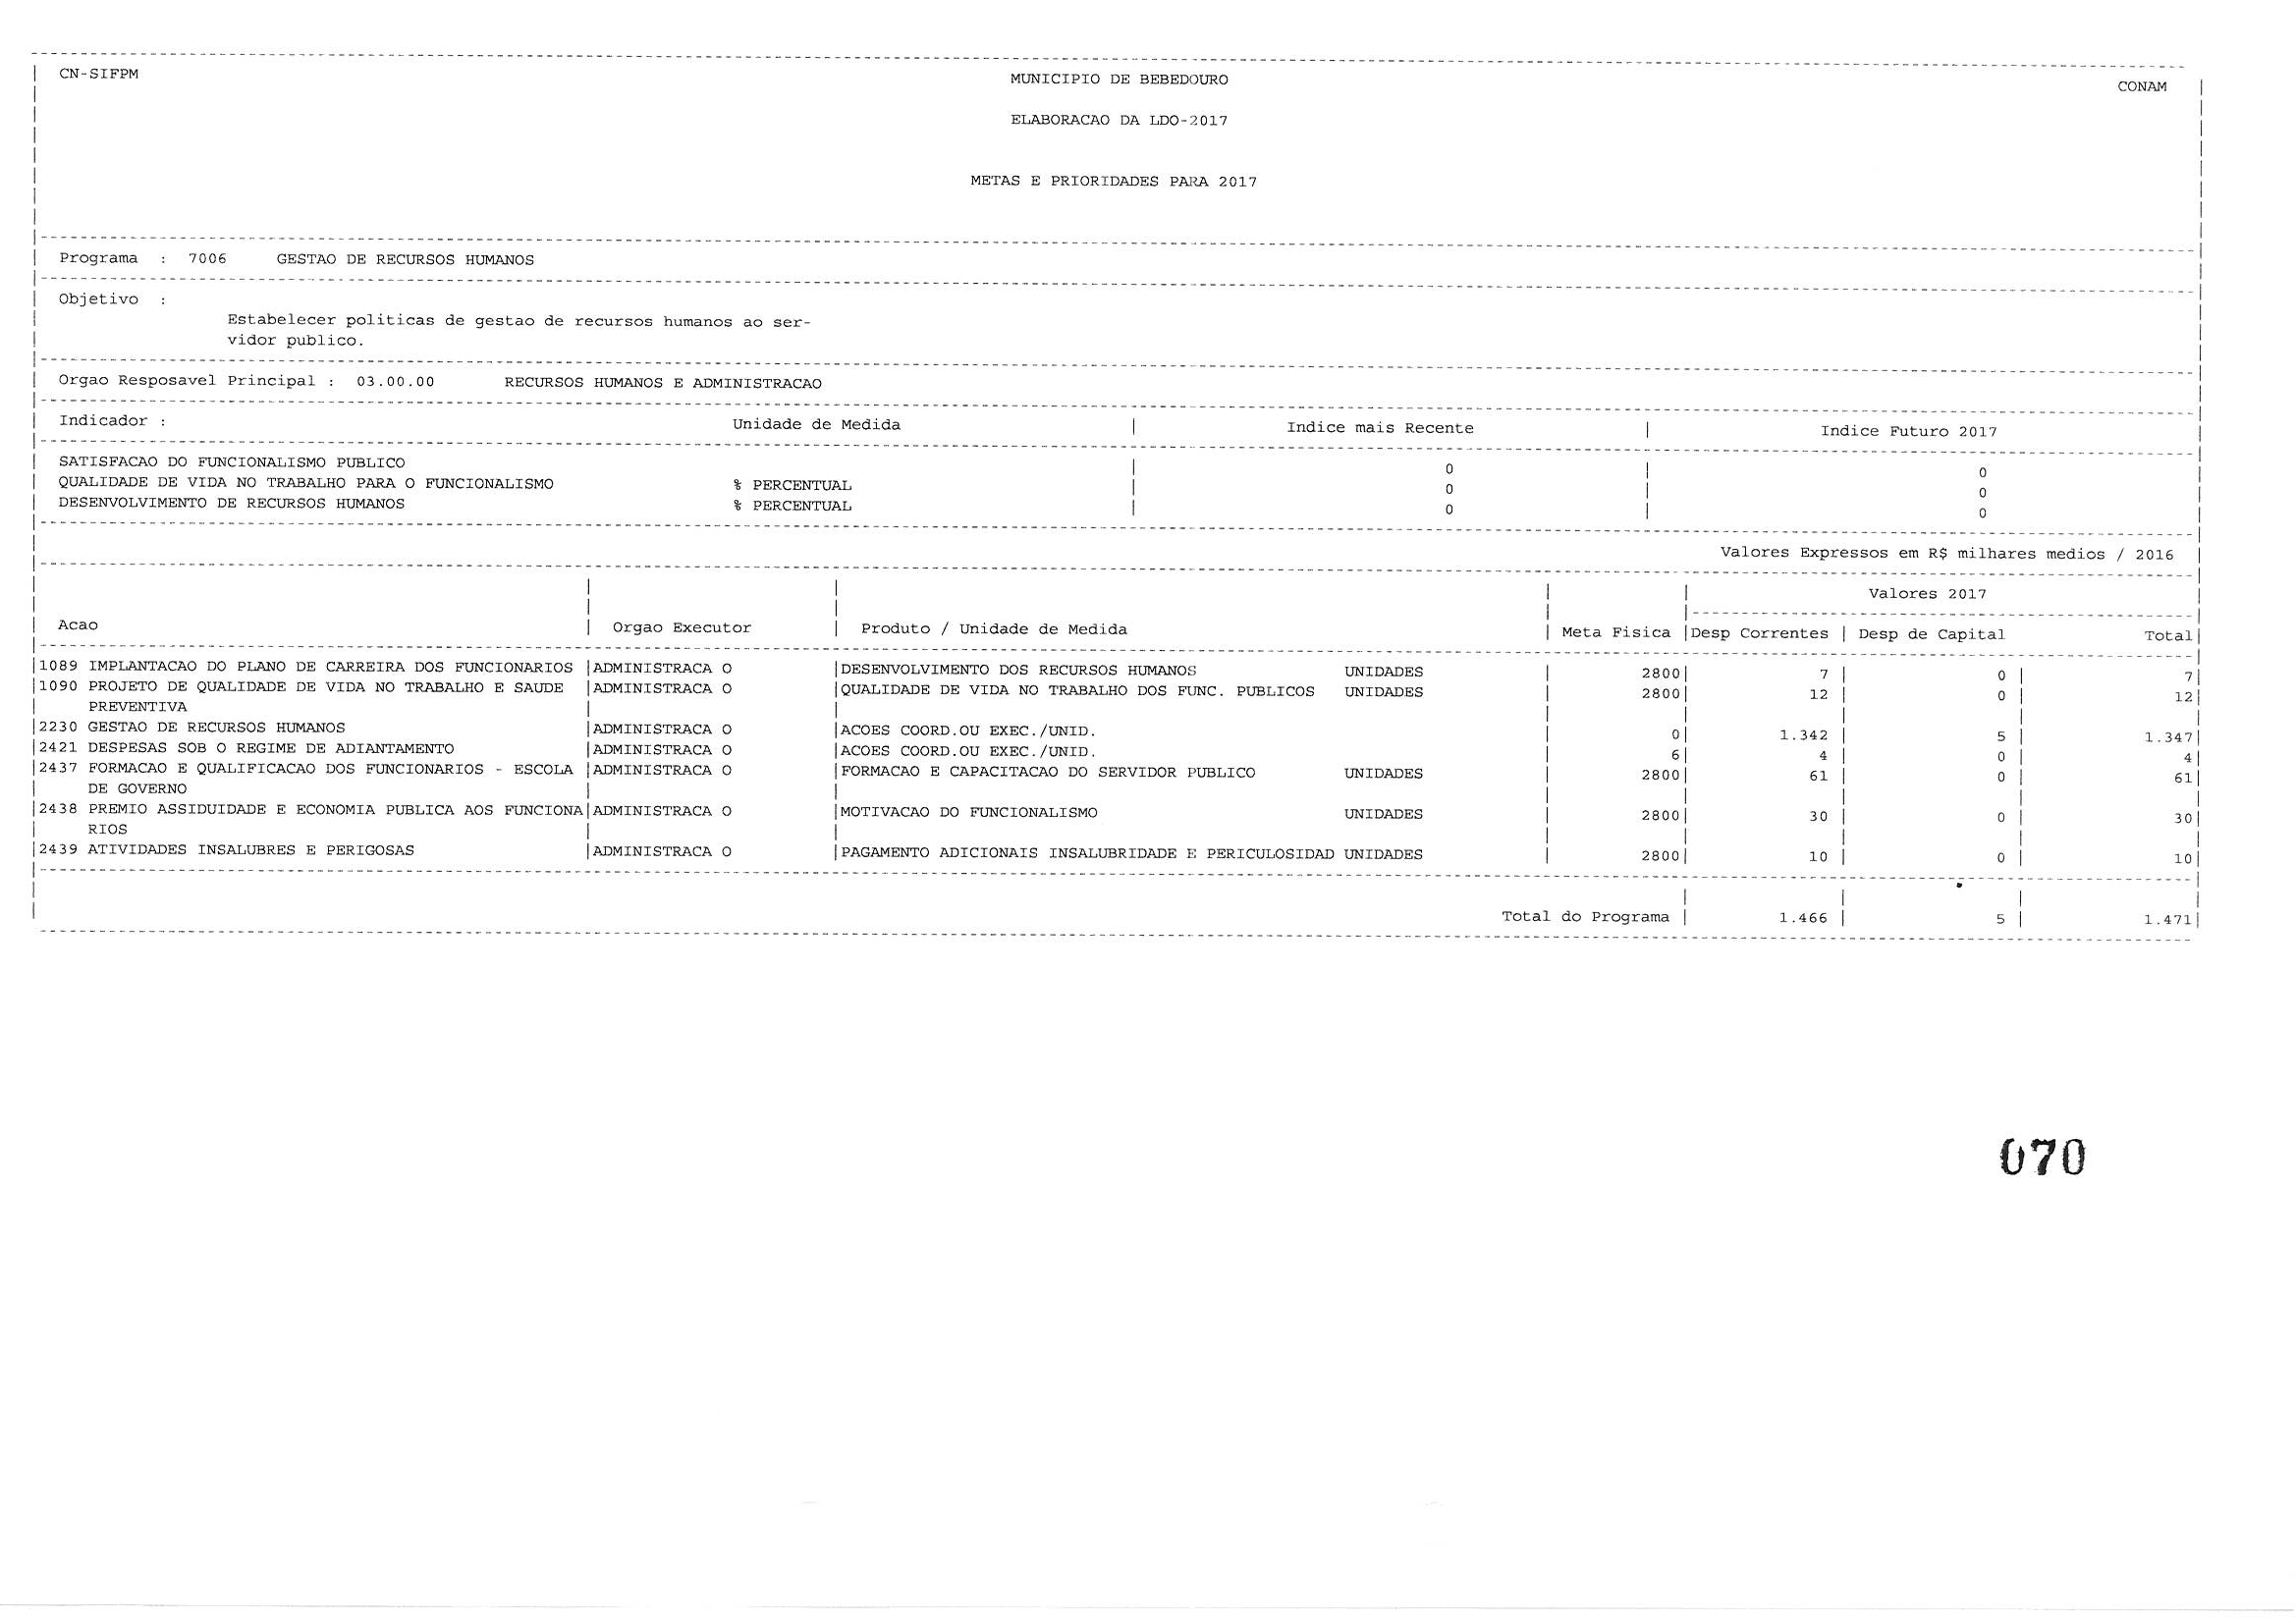 CN-SIFPM MUNICIPIO DE BEBEDOURO CONAM
ELABORACAO DA LDO-2017
METAS E PRIORIDADES PARA 2017
Programa : 7006 GESTAO DE RECURSOS HUMANOS
Objetivo :
Estabelecer politicas de gestao de recursos humanos ao ser-
vidor publico.
Orgao Resposavel Principal : 03.00.00 RECURSOS HUMANOS E ADMINISTRACAO
Indicador : Unidade de Medida | Indice mais Recente | Indice Futuro 2017
SATISFACAO DO FUNCIONALISMO PUBLICO | 0 | 0
QUALIDADE DE VIDA NO TRABALHO PARA O FUNCIONALISMO % PERCENTUAL | 0 | 0
DESENVOLVIMENTO DE RECURSOS HUMANOS % PERCENTUAL | 0 | 0
Valores Expressos em R$ milhares medios / 2016
Valores 2017
Acao | Orgao Executor | Produto / Unidade de Medida | Meta Fisica | Desp Correntes | Desp de Capital Total
1089 IMPLANTACAO DO PLANO DE CARREIRA DOS FUNCIONARIOS | ADMINISTRACA O | DESENVOLVIMENTO DOS RECURSOS HUMANOS UNIDADES | 2800 | 7 | 0 | 7
1090 PROJETO DE QUALIDADE DE VIDA NO TRABALHO E SAUDE | ADMINISTRACA O | QUALIDADE DE VIDA NO TRABALHO DOS FUNC. PUBLICOS UNIDADES | 2800 | 12 | 0 | 12
PREVENTIVA
2230 GESTAO DE RECURSOS HUMANOS | ADMINISTRACA O | ACOES COORD.OU EXEC./UNID. | 0 | 1.342 | 5 | 1.347
2421 DESPESAS SOB O REGIME DE ADIANTAMENTO | ADMINISTRACA O | ACOES COORD.OU EXEC./UNID. | 6 | 4 | 0 | 4
2437 FORMACAO E QUALIFICACAO DOS FUNCIONARIOS - ESCOLA | ADMINISTRACA O | FORMACAO E CAPACITACAO DO SERVIDOR PUBLICO UNIDADES | 2800 | 61 | 0 | 61
DE GOVERNO
2438 PREMIO ASSIDUIDADE E ECONOMIA PUBLICA AOS FUNCIONA | ADMINISTRACA O | MOTIVACAO DO FUNCIONALISMO UNIDADES | 2800 | 30 | 0 | 30
RIOS
2439 ATIVIDADES INSALUBRES E PERIGOSAS | ADMINISTRACA O | PAGAMENTO ADICIONAIS INSALUBRIDADE E PERICULOSIDAD UNIDADES | 2800 | 10 | 0 | 10
Total do Programa | 1.466 | 5 | 1.471
070